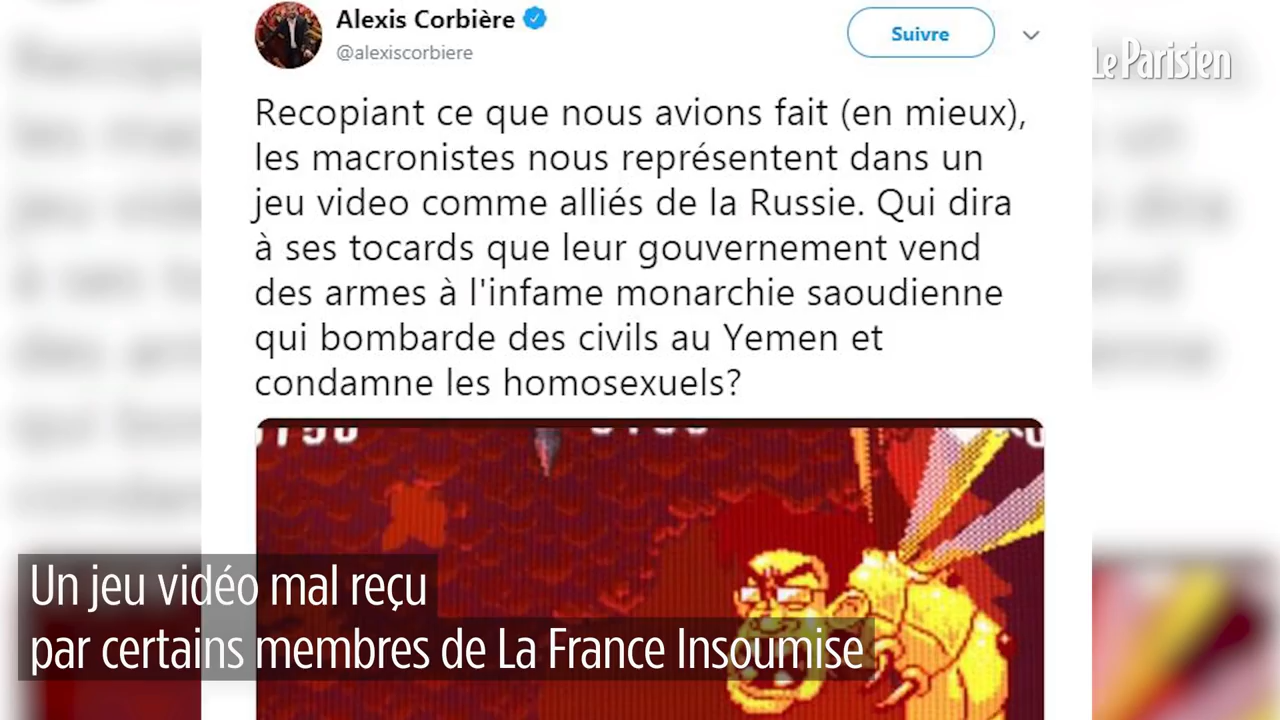 Alexis Corbière
@alexiscorbiere
Suivre
Le Parisien
Recopiant ce que nous avions fait (en mieux),
les macronistes nous représentent dans un
jeu video comme alliés de la Russie. Qui dira
à ses tocards que leur gouvernement vend
des armes à l'infame monarchie saoudienne
qui bombarde des civils au Yemen et
condamne les homosexuels?
Un jeu vidéo mal reçu
par certains membres de La France Insoumise